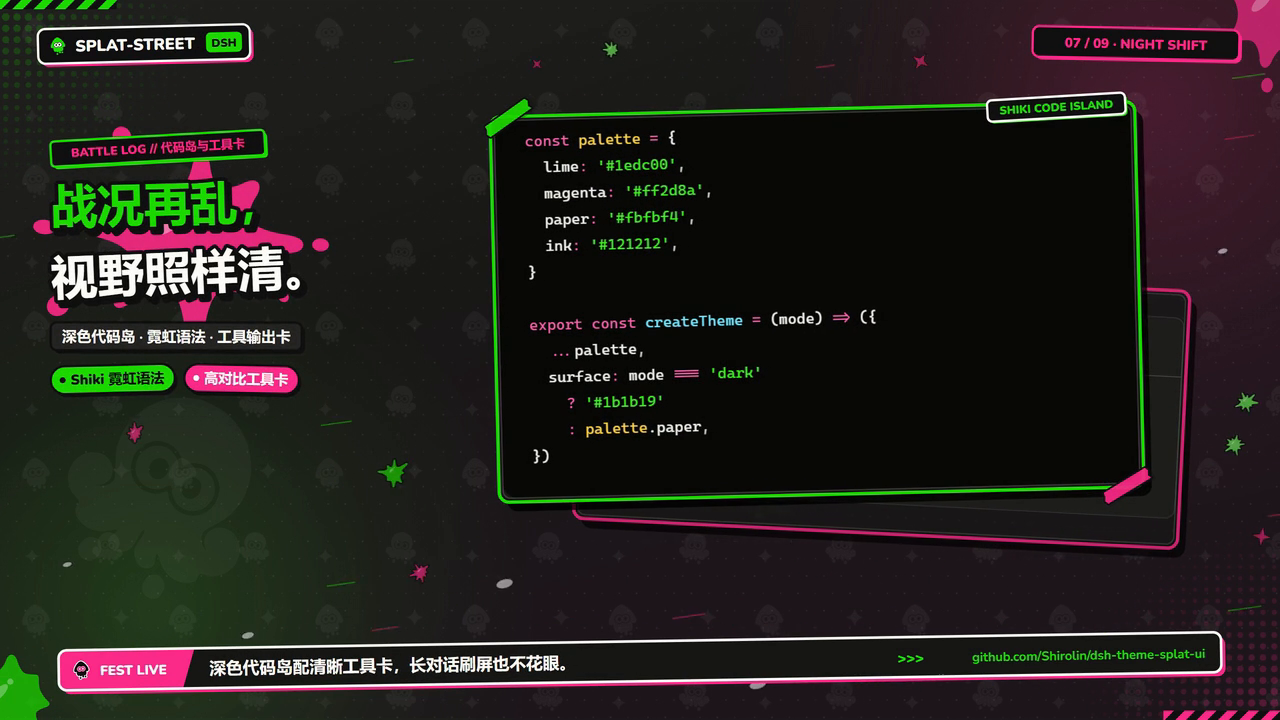 SPLAT-STREET DSH
07 / 09 · NIGHT SHIFT
BATTLE LOG // 代码岛与工具卡
战况再乱，
视野照样清。
深色代码岛 · 霓虹语法 · 工具输出卡
Shiki 霓虹语法
高对比工具卡
SHIKI CODE ISLAND
const palette = {
  lime: '#1edc00',
  magenta: '#ff2d8a',
  paper: '#fbfbf4',
  ink: '#121212',
}
export const createTheme = (mode) => ({
  ...palette,
  surface: mode === 'dark'
    ? '#1b1b19'
    : palette.paper,
})
FEST LIVE
深色代码岛配清晰工具卡，长对话刷屏也不花眼。
>>>
github.com/Shirolin/dsh-theme-splat-ui